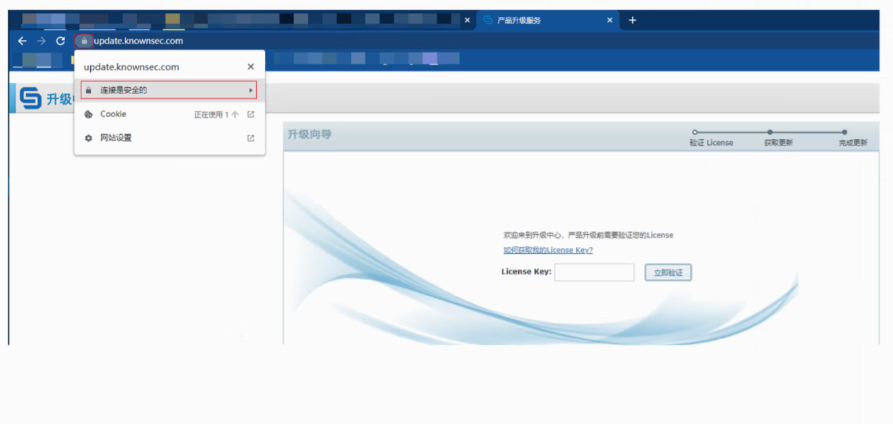 产品升级服务
update.knownsec.com
update.knownsec.com
连接是安全的
Cookie 正在使用 1 个
网站设置
升级
升级向导
验证 License 获取更新 完成更新
欢迎来到升级中心、产品升级前需要验证您的License
如何获取我的License Key?
License Key: 立即验证